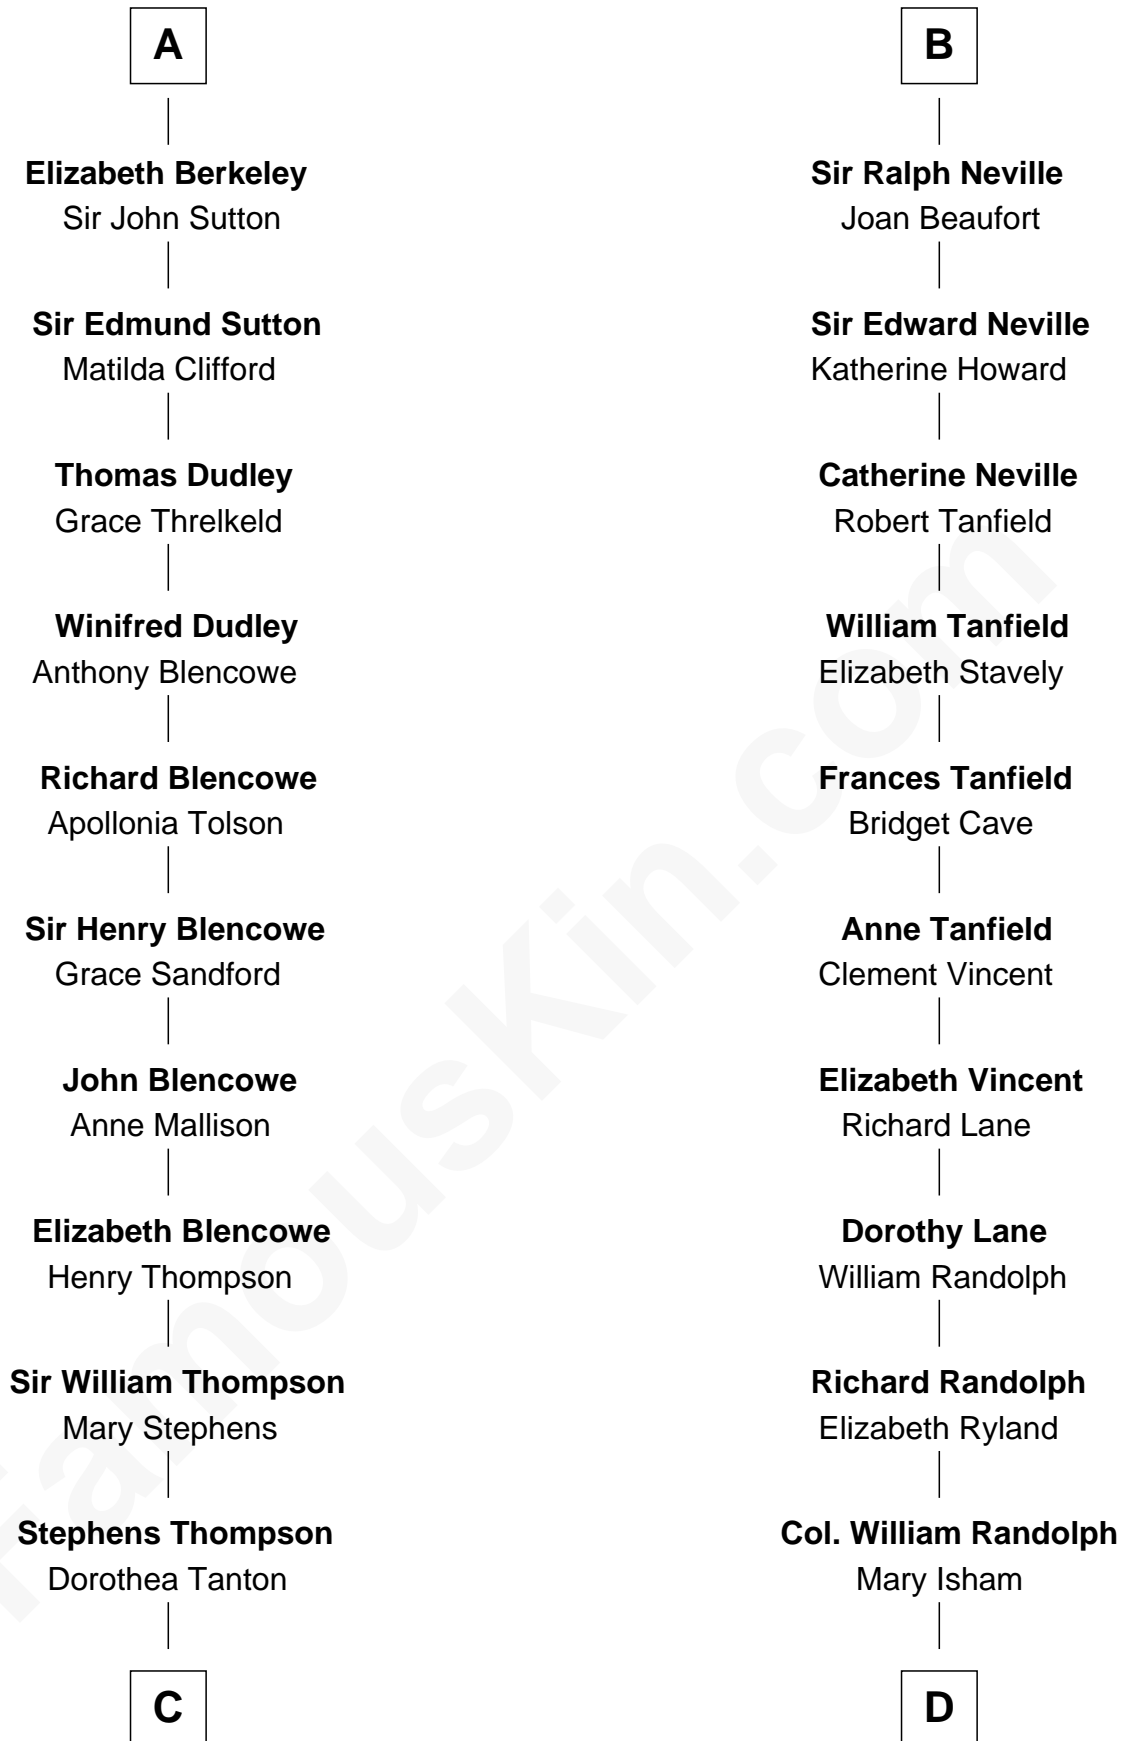 A
Elizabeth Berkeley
Sir John Sutton
Sir Edmund Sutton
Matilda Clifford
Thomas Dudley
Grace Threlkeld
Winifred Dudley
Anthony Blencowe
Richard Blencowe
Apollonia Tolson
Sir Henry Blencowe
Grace Sandford
John Blencowe
Anne Mallison
Elizabeth Blencowe
Henry Thompson
Sir William Thompson
Mary Stephens
Stephens Thompson
Dorothea Tanton
C
B
Sir Ralph Neville
Joan Beaufort
Sir Edward Neville
Katherine Howard
Catherine Neville
Robert Tanfield
William Tanfield
Elizabeth Stavely
Frances Tanfield
Bridget Cave
Anne Tanfield
Clement Vincent
Elizabeth Vincent
Richard Lane
Dorothy Lane
William Randolph
Richard Randolph
Elizabeth Ryland
Col. William Randolph
Mary Isham
D
FamousKin.com